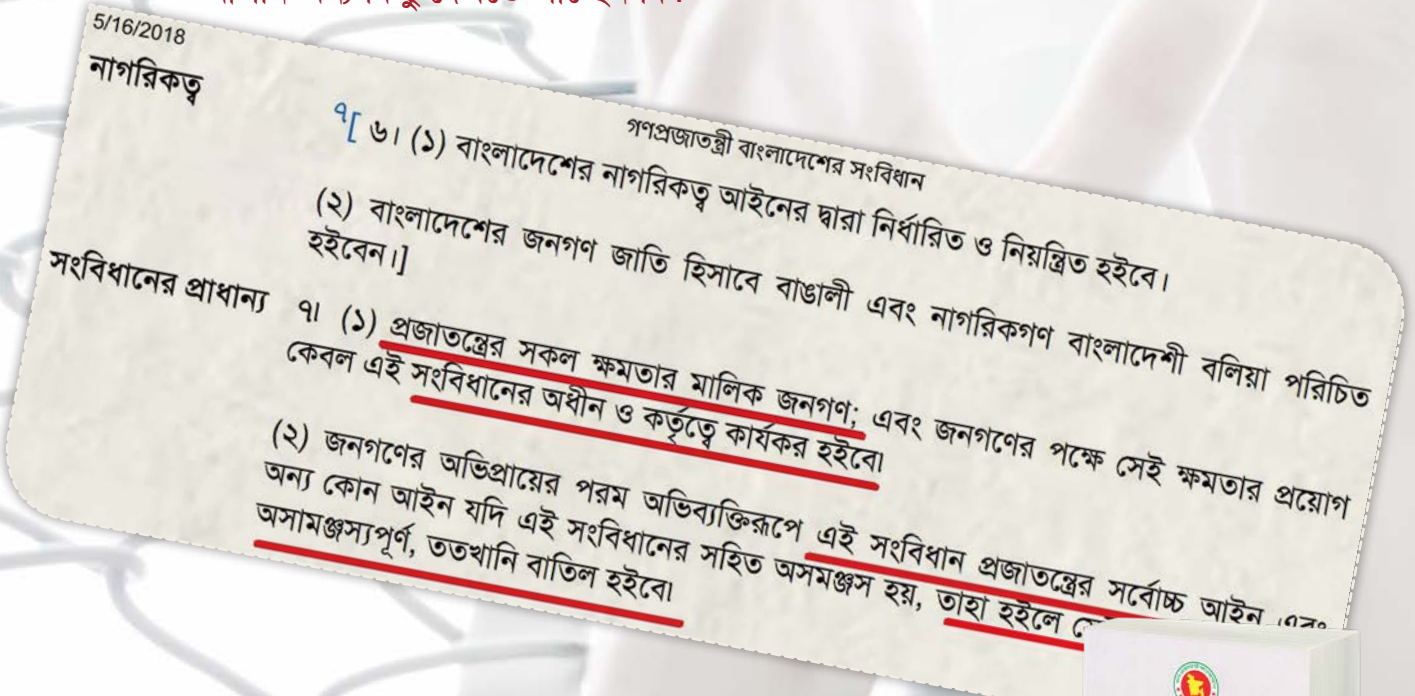 5/16/2018
গণপ্রজাতন্ত্রী বাংলাদেশের সংবিধান
নাগরিকত্ব
৭[ ৬। (১) বাংলাদেশের নাগরিকত্ব আইনের দ্বারা নির্ধারিত ও নিয়ন্ত্রিত হইবে।
(২) বাংলাদেশের জনগণ জাতি হিসাবে বাঙালী এবং নাগরিকগণ বাংলাদেশী বলিয়া পরিচিত
হইবেন।]
সংবিধানের প্রাধান্য
৭৷ (১) প্রজাতন্ত্রের সকল ক্ষমতার মালিক জনগণ; এবং জনগণের পক্ষে সেই ক্ষমতার প্রয়োগ
কেবল এই সংবিধানের অধীন ও কর্তৃত্বে কার্যকর হইবে৷
(২) জনগণের অভিপ্রায়ের পরম অভিব্যক্তিরূপে এই সংবিধান প্রজাতন্ত্রের সর্বোচ্চ আইন এবং
অন্য কোন আইন যদি এই সংবিধানের সহিত অসমঞ্জস হয়, তাহা হইলে
অসামঞ্জস্যপূর্ণ, ততখানি বাতিল হইবে৷